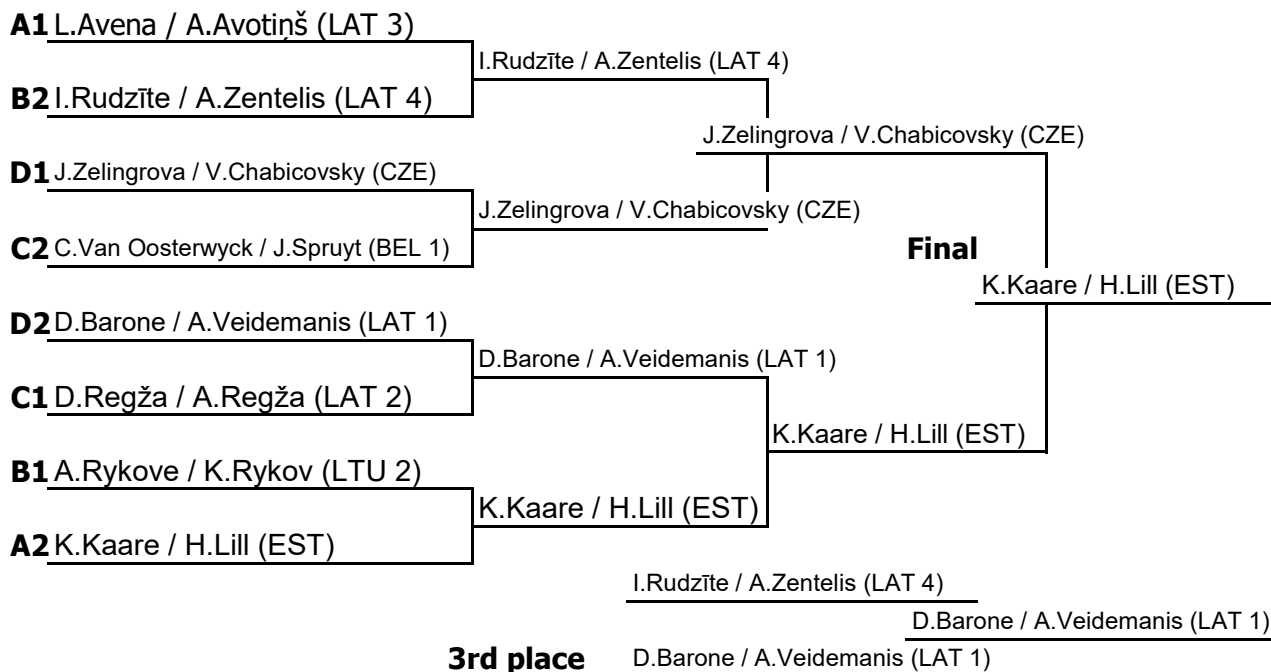 A1 L.Avena / A.Avotiņš (LAT 3)
I.Rudzīte / A.Zentelis (LAT 4)
B2 I.Rudzīte / A.Zentelis (LAT 4)
J.Zelingrova / V.Chabicovsky (CZE)
D1 J.Zelingrova / V.Chabicovsky (CZE)
J.Zelingrova / V.Chabicovsky (CZE)
C2 C.Van Oosterwyck / J.Spruyt (BEL 1)
Final
K.Kaare / H.Lill (EST)
D2 D.Barone / A.Veidemanis (LAT 1)
D.Barone / A.Veidemanis (LAT 1)
C1 D.Regža / A.Regža (LAT 2)
K.Kaare / H.Lill (EST)
B1 A.Rykove / K.Rykov (LTU 2)
K.Kaare / H.Lill (EST)
A2 K.Kaare / H.Lill (EST)
I.Rudzīte / A.Zentelis (LAT 4)
D.Barone / A.Veidemanis (LAT 1)
3rd place D.Barone / A.Veidemanis (LAT 1)